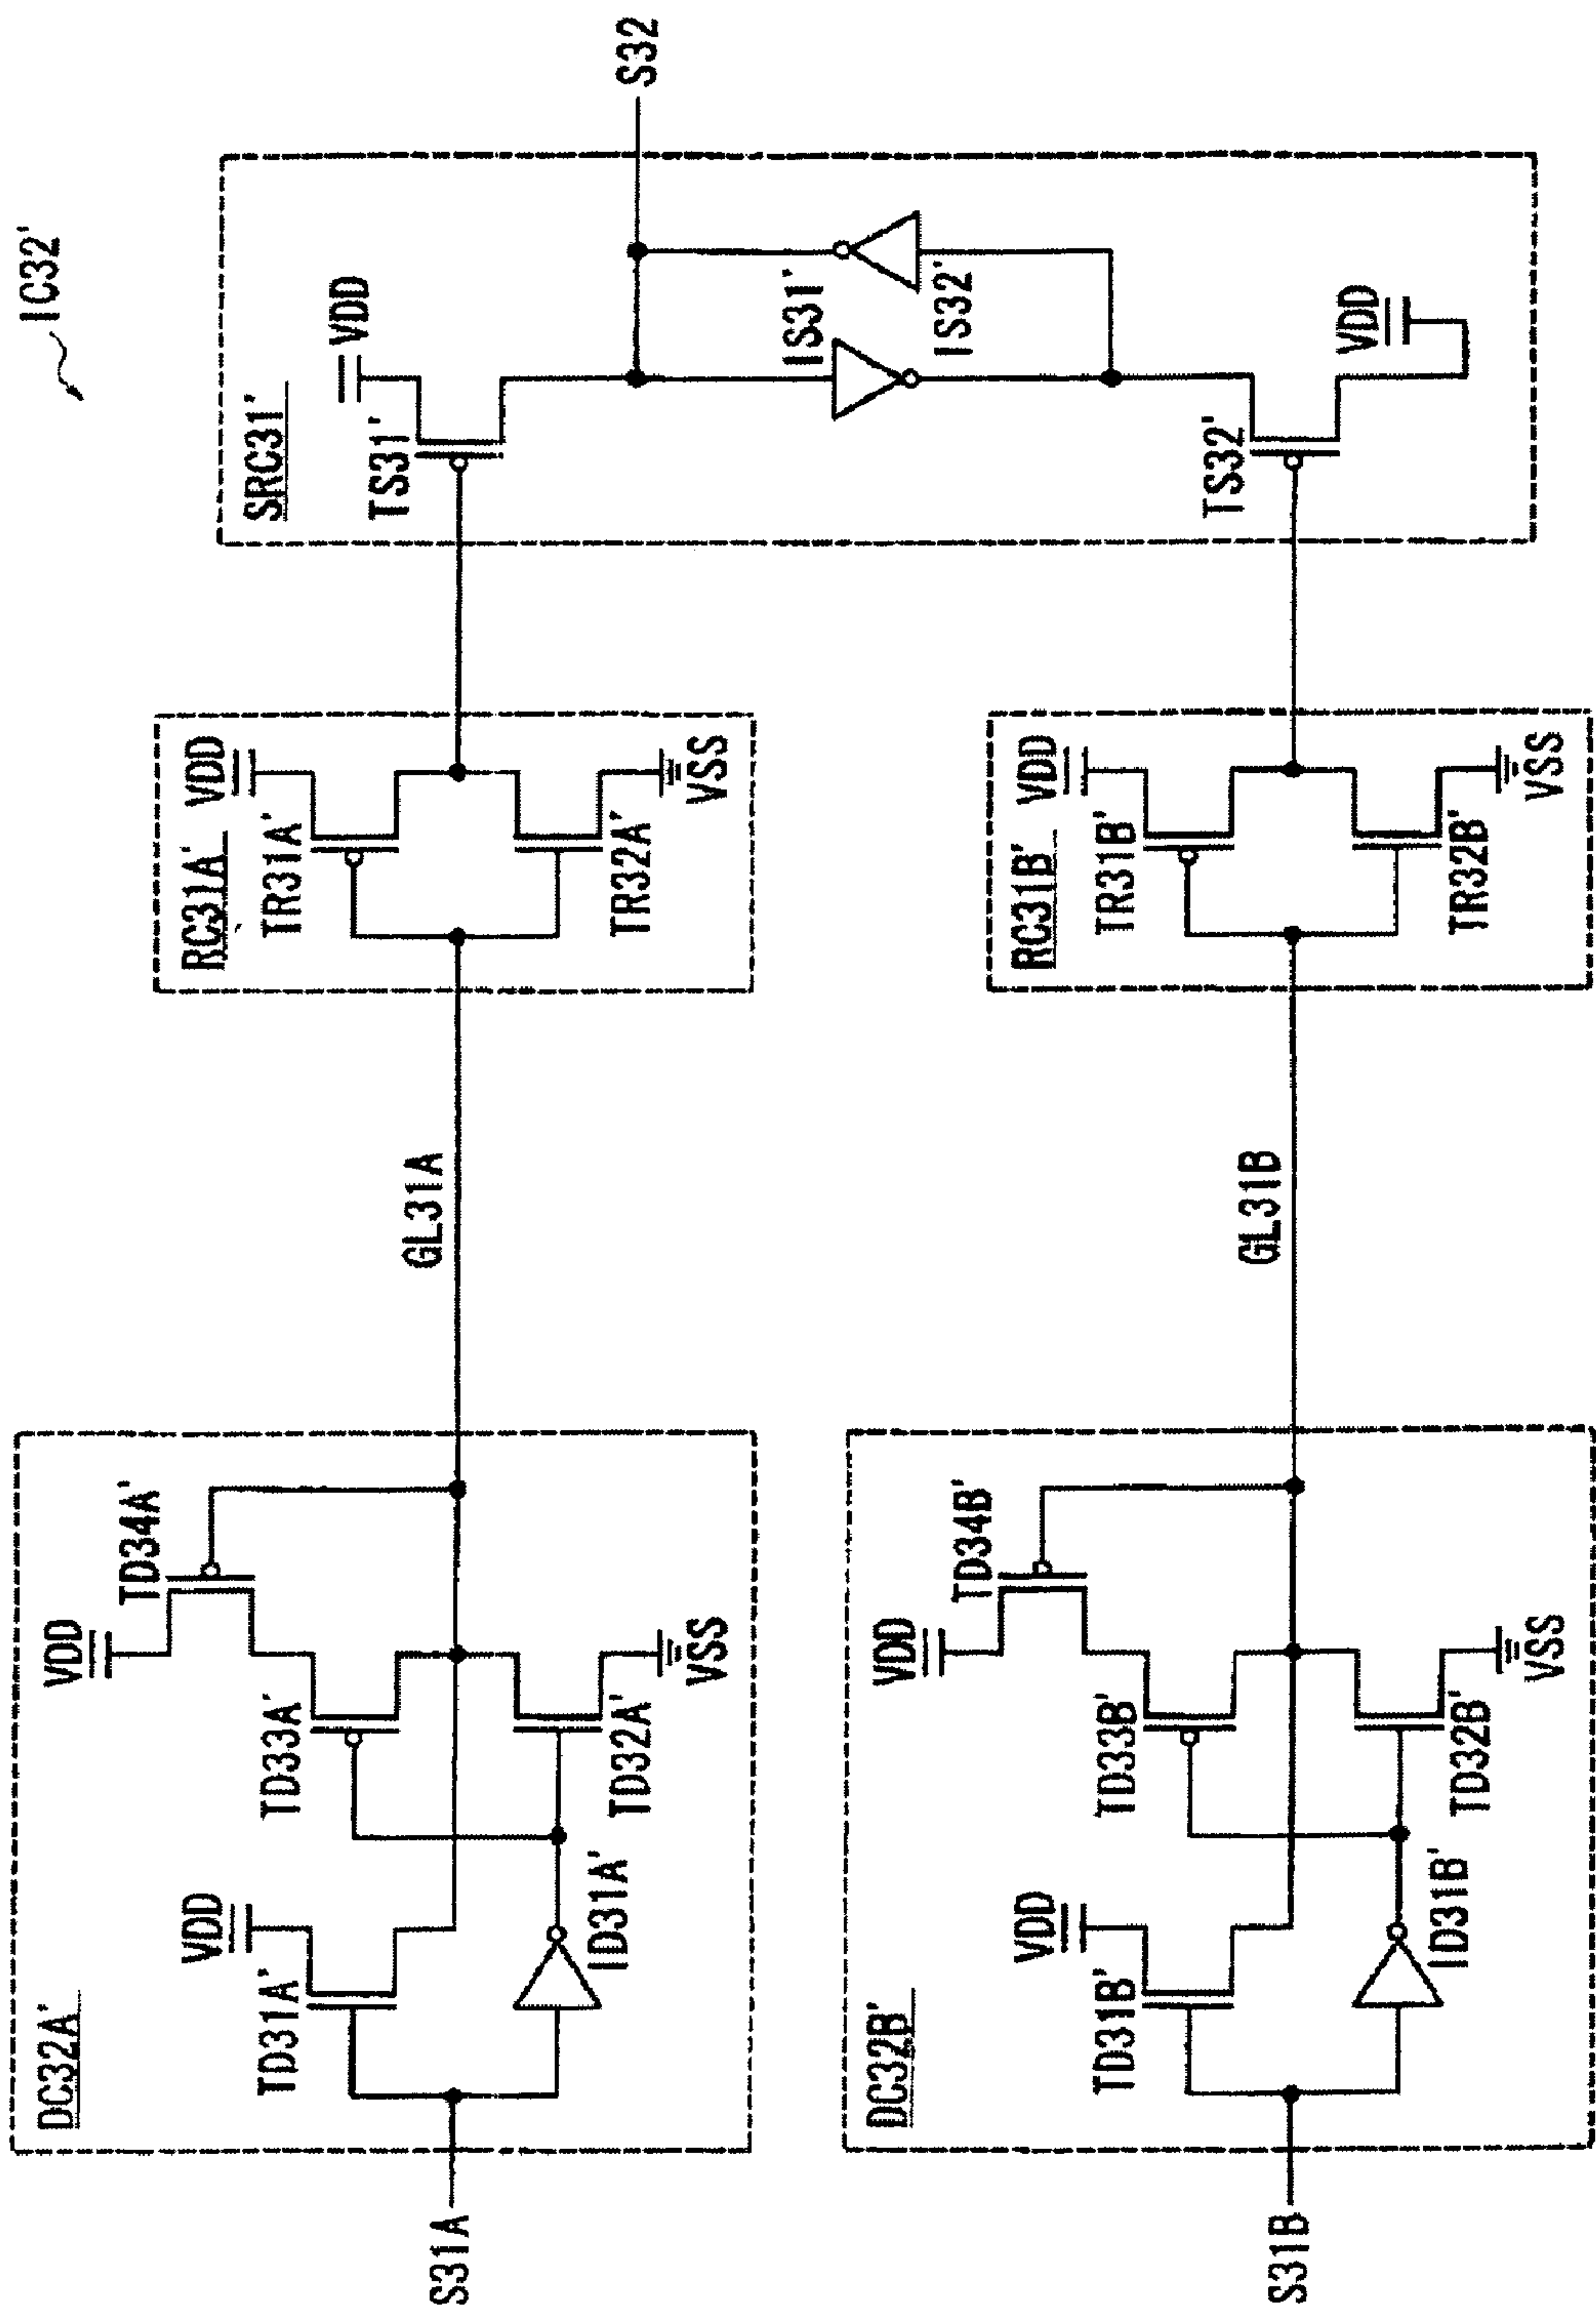 IC32'
DC32A'
S31A
TD31A'
VDD
ID31A'
TD33A'
TD32A'
VDD
TD34A'
VSS
GL31A
RC31A'
TR31A'
VDD
TR32A'
VSS
SRC31'
TS31'
VDD
IS31'
IS32'
TS32'
VDD
S32
DC32B'
S31B
TD31B'
VDD
ID31B'
TD33B'
TD32B'
VDD
TD34B'
VSS
GL31B
RC31B'
TR31B'
VDD
TR32B'
VSS